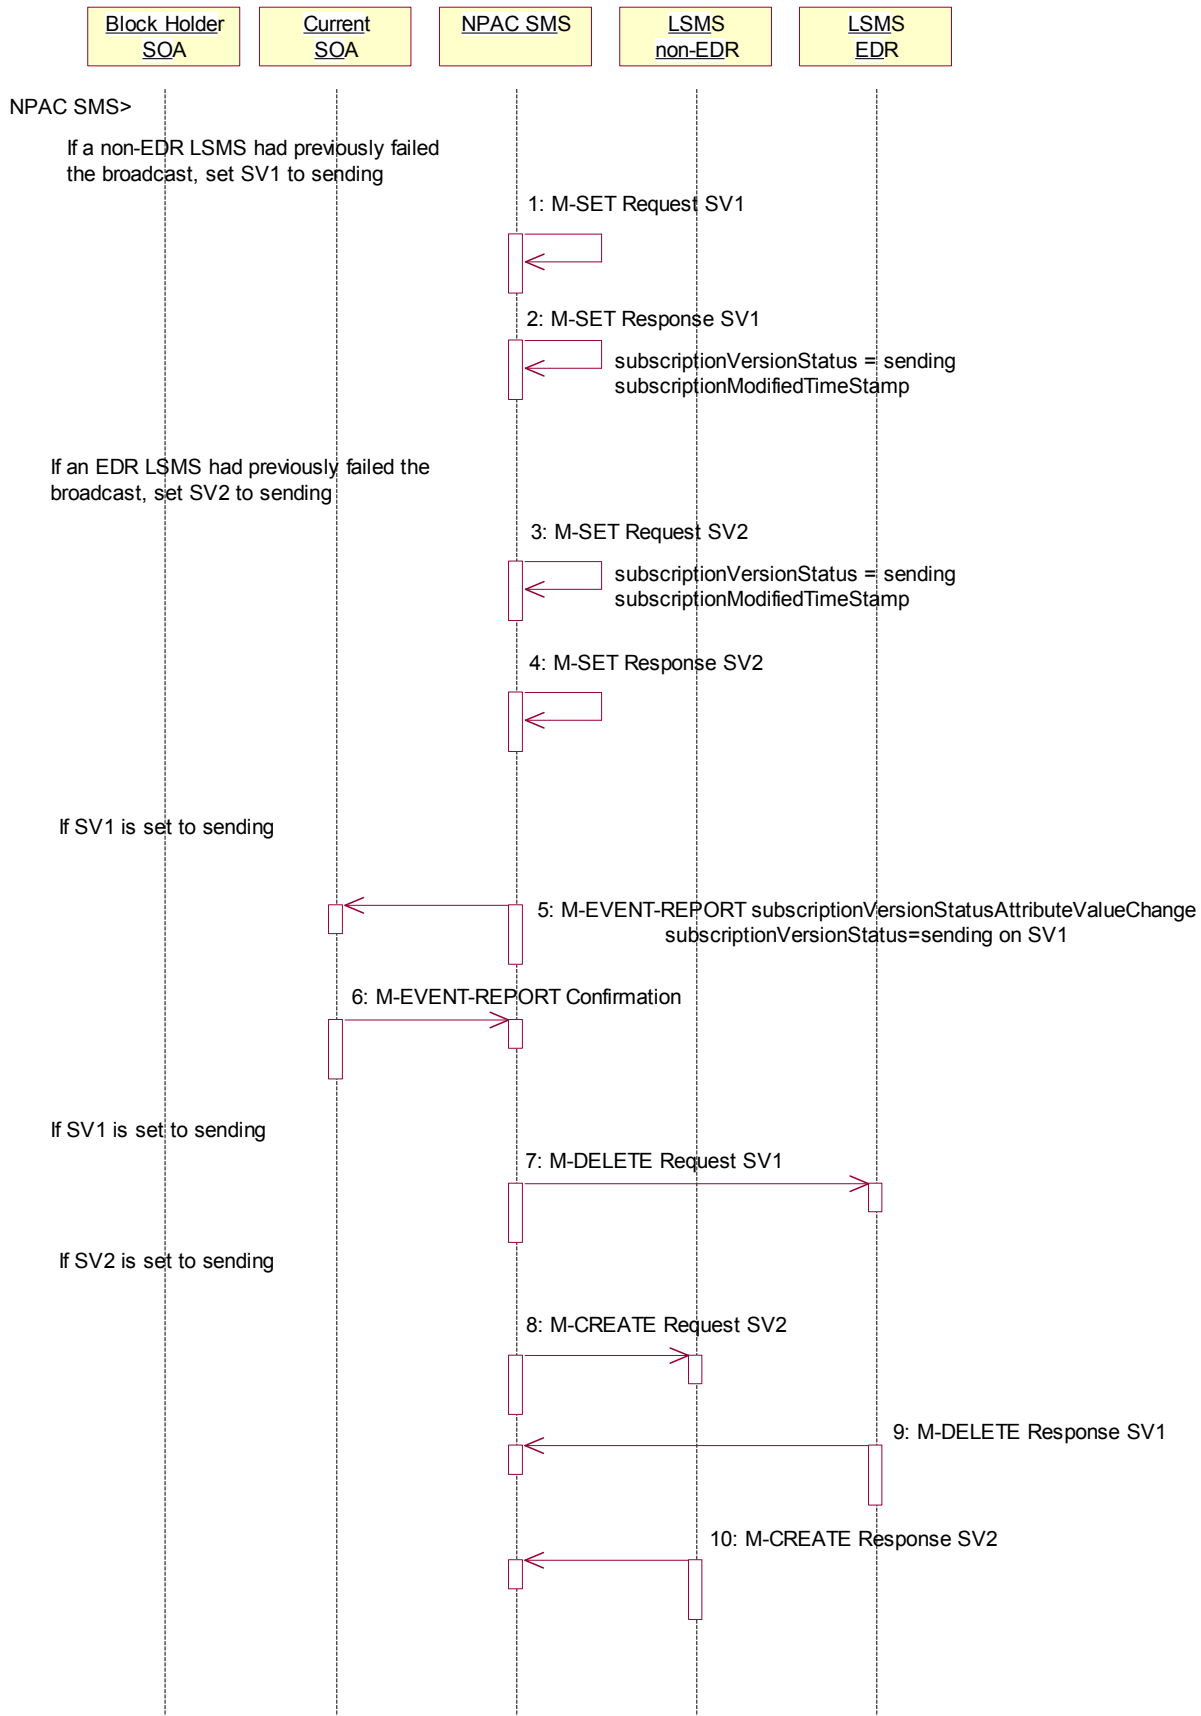 Block Holder
SOA
Current
SOA
NPAC SMS
LSMS
non-EDR
LSMS
EDR
NPAC SMS>
If a non-EDR LSMS had previously failed
the broadcast, set SV1 to sending
1: M-SET Request SV1
2: M-SET Response SV1
subscriptionVersionStatus = sending
subscriptionModifiedTimeStamp
If an EDR LSMS had previously failed the
broadcast, set SV2 to sending
3: M-SET Request SV2
subscriptionVersionStatus = sending
subscriptionModifiedTimeStamp
4: M-SET Response SV2
If SV1 is set to sending
5: M-EVENT-REPORT subscriptionVersionStatusAttributeValueChange
subscriptionVersionStatus=sending on SV1
6: M-EVENT-REPORT Confirmation
If SV1 is set to sending
7: M-DELETE Request SV1
If SV2 is set to sending
8: M-CREATE Request SV2
9: M-DELETE Response SV1
10: M-CREATE Response SV2